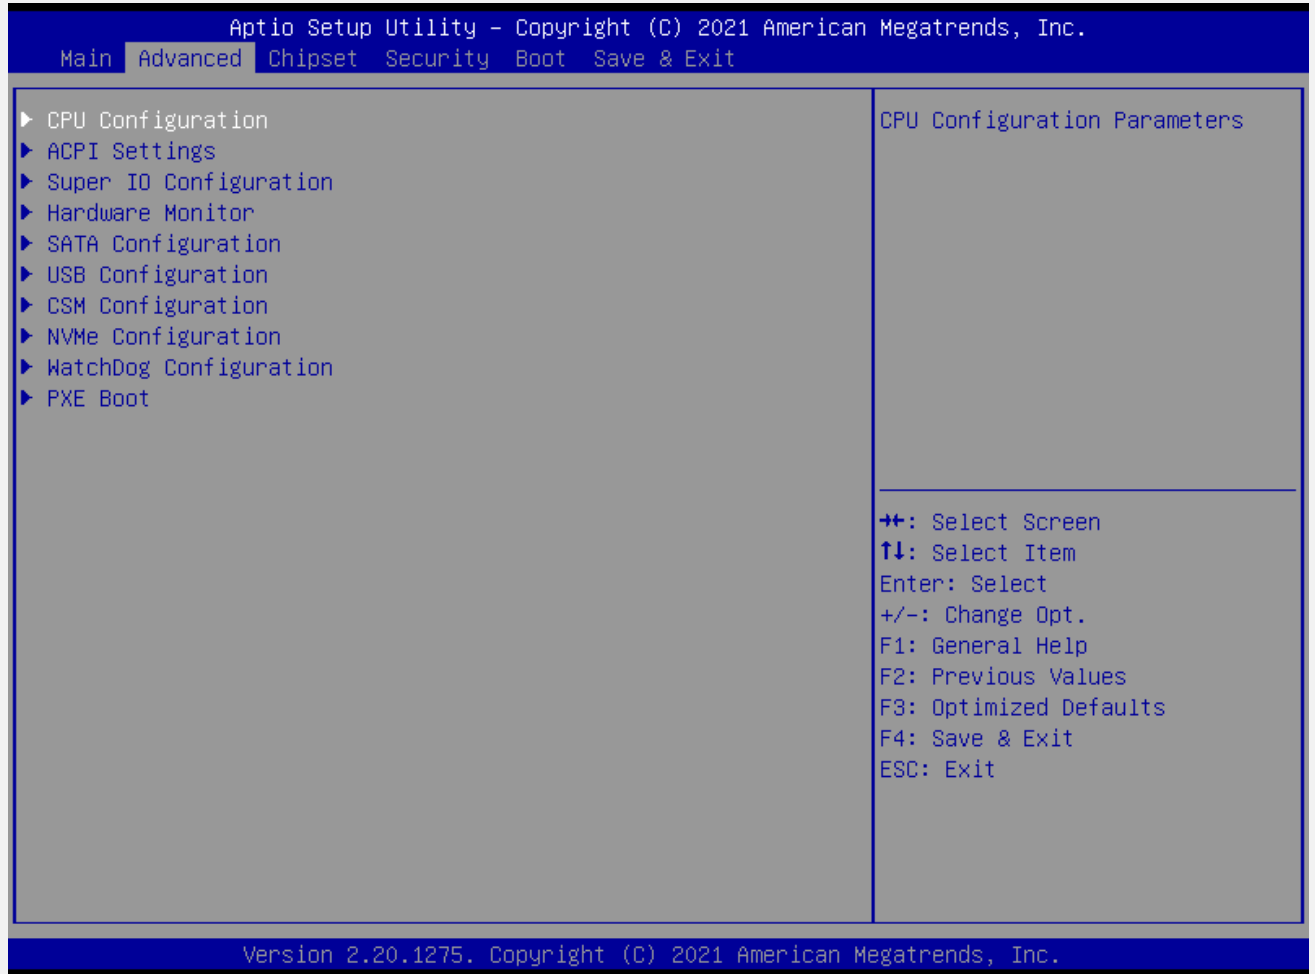 Aptio Setup Utility – Copyright (C) 2021 American Megatrends, Inc.
Main Advanced Chipset Security Boot Save & Exit
CPU Configuration
ACPI Settings
Super IO Configuration
Hardware Monitor
SATA Configuration
USB Configuration
CSM Configuration
NVMe Configuration
WatchDog Configuration
PXE Boot
CPU Configuration Parameters
→←: Select Screen
↑↓: Select Item
Enter: Select
+/-: Change Opt.
F1: General Help
F2: Previous Values
F3: Optimized Defaults
F4: Save & Exit
ESC: Exit
Version 2.20.1275. Copyright (C) 2021 American Megatrends, Inc.